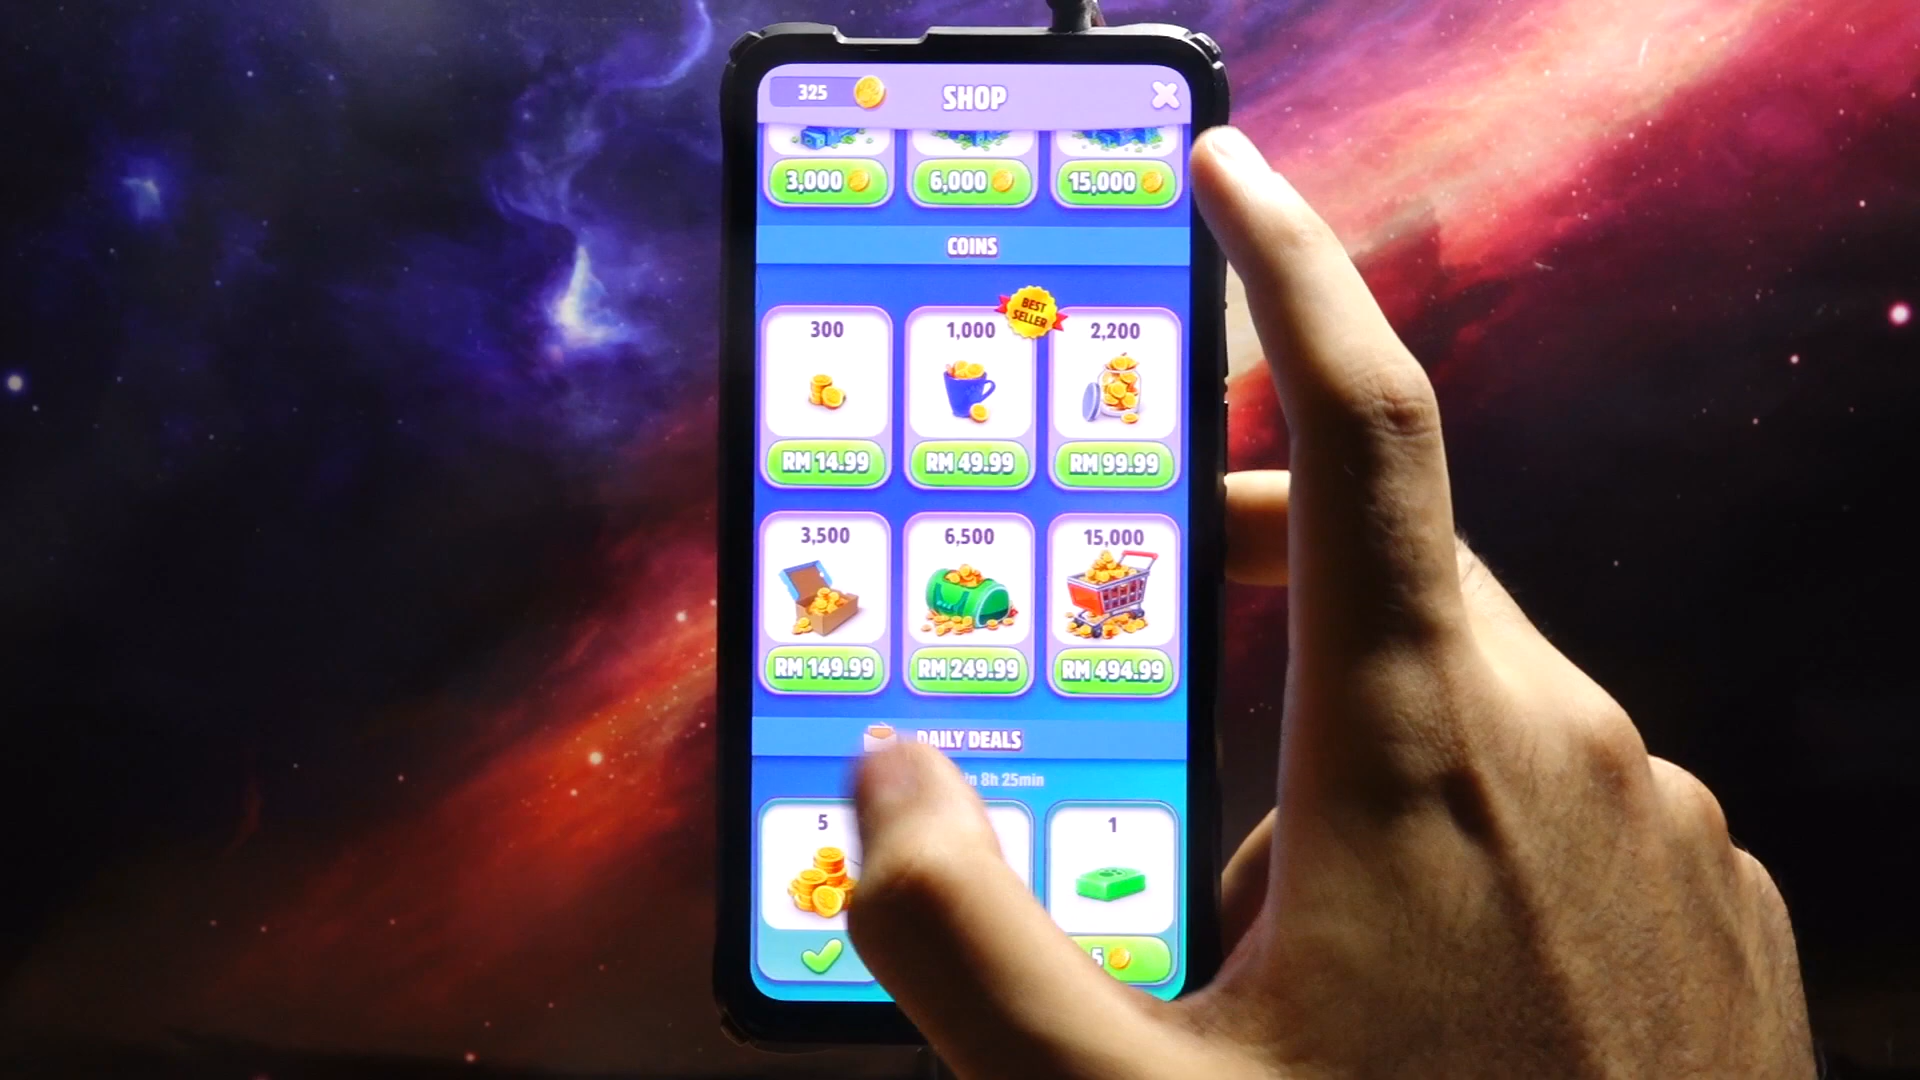 325
SHOP
3,000
6,000
15,000
COINS
BEST
SELLER
300
1,000
2,200
RM 14.99
RM 49.99
RM 99.99
3,500
6,500
15,000
RM 149.99
RM 249.99
RM 494.99
DAILY DEALS
in 8h 25min
5
1
5